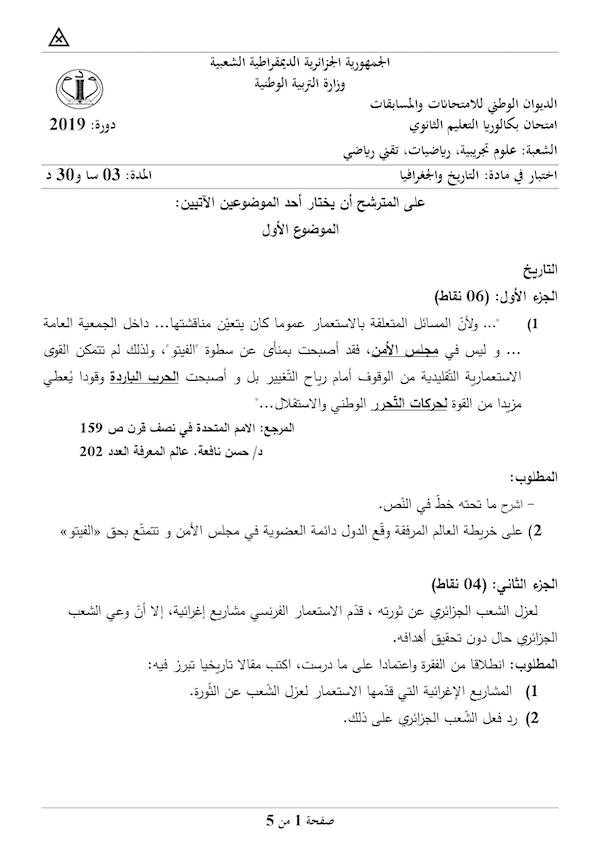 الجمهورية الجزائرية الديمقراطية الشعبية
وزارة التربية الوطنية
الديوان الوطني للامتحانات والمسابقات
امتحان بكالوريا التعليم الثانوي
دورة: 2019
الشعبة: علوم تجريبية، رياضيات، تقني رياضي
اختبار في مادة: التاريخ والجغرافيا
المدة: 03 سا و30 د
على المترشح أن يختار أحد الموضوعين الآتيين:
الموضوع الأول
التاريخ
الجزء الأول: (06 نقاط)
1) "... ولأنّ المسائل المتعلقة بالاستعمار عموما كان يتعيّن مناقشتها... داخل الجمعية العامة
... و ليس في مجلس الأمن، فقد أصبحت بمنأى عن سطوة "الفيتو"، ولذلك لم تتمكن القوى
الاستعمارية التّقليدية من الوقوف أمام رياح التّغيير بل و أصبحت الحرب الباردة وقودا يُعطي
مزيدا من القوة لحركات التّحرر الوطني والاستقلال..."
المرجع: الامم المتحدة في نصف قرن ص 159
د/ حسن نافعة. عالم المعرفة العدد 202
المطلوب:
- اشرح ما تحته خطّ في النّص.
2) على خريطة العالم المرفقة وقّع الدول دائمة العضوية في مجلس الأمن و تتمتّع بحق «الفيتو»
الجزء الثاني: (04 نقاط)
لعزل الشعب الجزائري عن ثورته ، قدّم الاستعمار الفرنسي مشاريع إغرائية، إلا أنّ وعي الشعب
الجزائري حال دون تحقيق أهدافه.
المطلوب: انطلاقا من الفقرة واعتمادا على ما درست، اكتب مقالا تاريخيا تبرز فيه:
1) المشاريع الإغرائية التي قدّمها الاستعمار لعزل الشّعب عن الثّورة.
2) رد فعل الشّعب الجزائري على ذلك.
صفحة 1 من 5